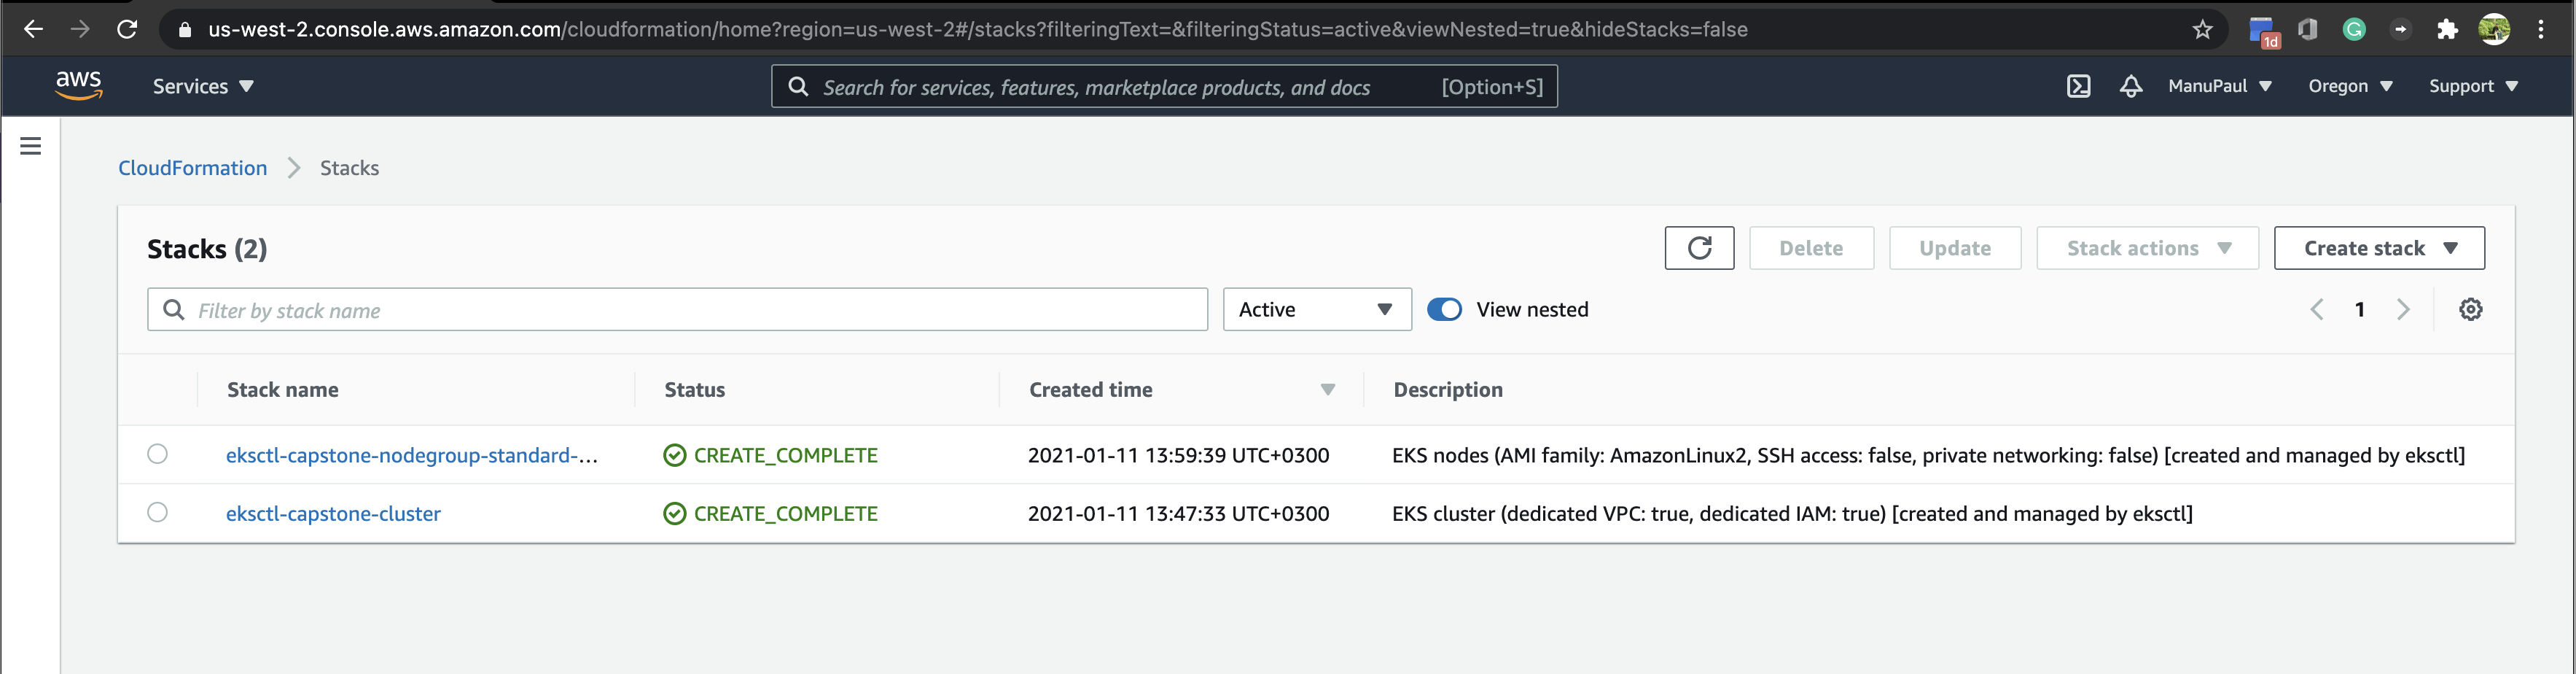 us-west-2.console.aws.amazon.com/cloudformation/home?region=us-west-2#/stacks?filteringText=&filteringStatus=active&viewNested=true&hideStacks=false
1d
aws Services Search for services, features, marketplace products, and docs [Option+S] ManuPaul Oregon Support
CloudFormation Stacks
Stacks (2) Delete Update Stack actions Create stack
Filter by stack name Active View nested 1
Stack name Status Created time Description
eksctl-capstone-nodegroup-standard-... CREATE_COMPLETE 2021-01-11 13:59:39 UTC+0300 EKS nodes (AMI family: AmazonLinux2, SSH access: false, private networking: false) [created and managed by eksctl]
eksctl-capstone-cluster CREATE_COMPLETE 2021-01-11 13:47:33 UTC+0300 EKS cluster (dedicated VPC: true, dedicated IAM: true) [created and managed by eksctl]